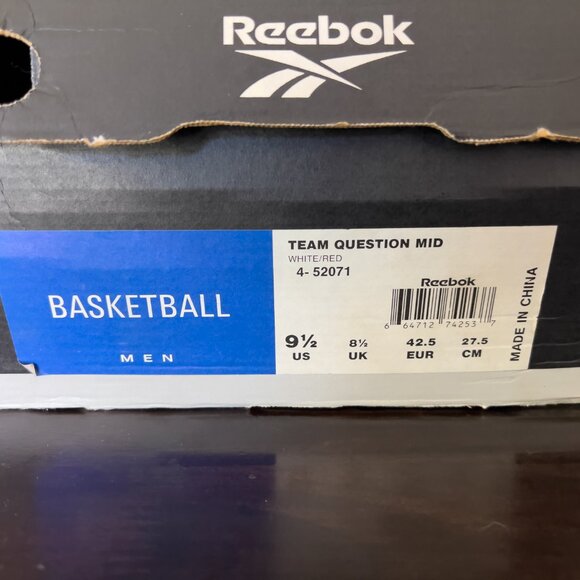 Reebok
TEAM QUESTION MID
WHITE/RED
4- 52071
Reebok
6 64712 74253 7
BASKETBALL
MEN
9½ 8½ 42.5 27.5
US UK EUR CM
MADE IN CHINA